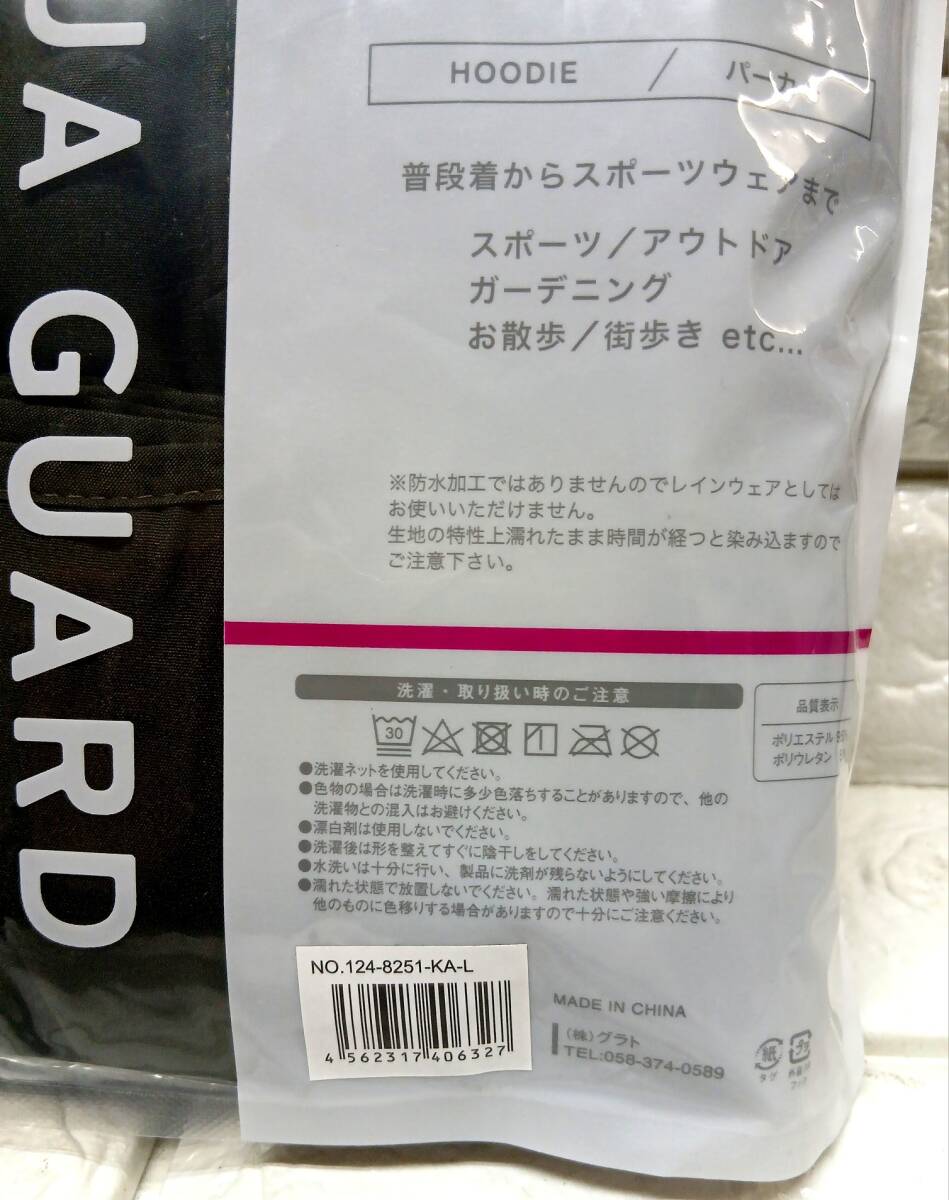 UA GUARD
HOODIE / パーカ
普段着からスポーツウェアまで
スポーツ/アウトドア
ガーデニング
お散歩/街歩き etc...
※防水加工ではありませんのでレインウェアとしては
お使いいただけません。
生地の特性上濡れたまま時間が経つと染み込ますので
ご注意下さい。
洗濯・取り扱い時のご注意
30
●洗濯ネットを使用してください。
●色物の場合は洗濯時に多少色落ちすることがありますので、他の
洗濯物との混入はお避けください。
●漂白剤は使用しないでください。
●洗濯後は形を整えてすぐに陰干しをしてください。
●水洗いは十分に行い、製品に洗剤が残らないようにしてください。
●濡れた状態で放置しないでください。濡れた状態や強い摩擦により
他のものに色移りする場合がありますので十分にご注意ください。
品質表示
ポリエステル
ポリウレタン
NO.124-8251-KA-L
4 562317 406327
MADE IN CHINA
(株)グラト
TEL:058-374-0589
紙
タグ
プラ